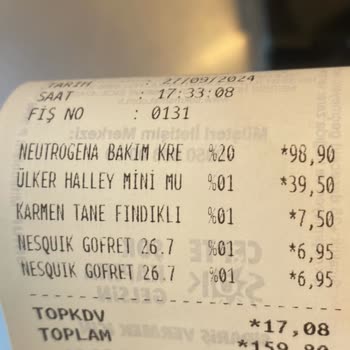 TARİH : 27/09/2024
SAAT : 17:33:08
FİŞ NO : 0131
NEUTROGENA BAKIM KRE %20 *98,90
ÜLKER HALLEY MİNİ MU %01 *39,50
KARMEN TANE FINDIKLI %01 *7,50
NESQUIK GOFRET 26.7 %01 *6,95
NESQUIK GOFRET 26.7 %01 *6,95
TOPKDV *17,08
TOPLAM *159,80